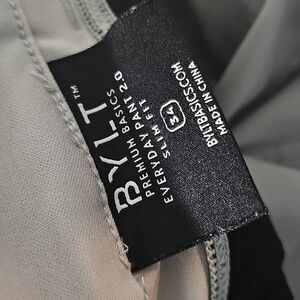 BYLT™
PREMIUM BASICS
EVERYDAY PANT 2.0
SLIM FIT
34
BYLTBASICS.COM
MADE IN CHINA